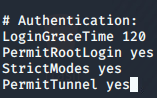 # Authentication:
LoginGraceTime 120
PermitRootLogin yes
StrictModes yes
PermitTunnel yes